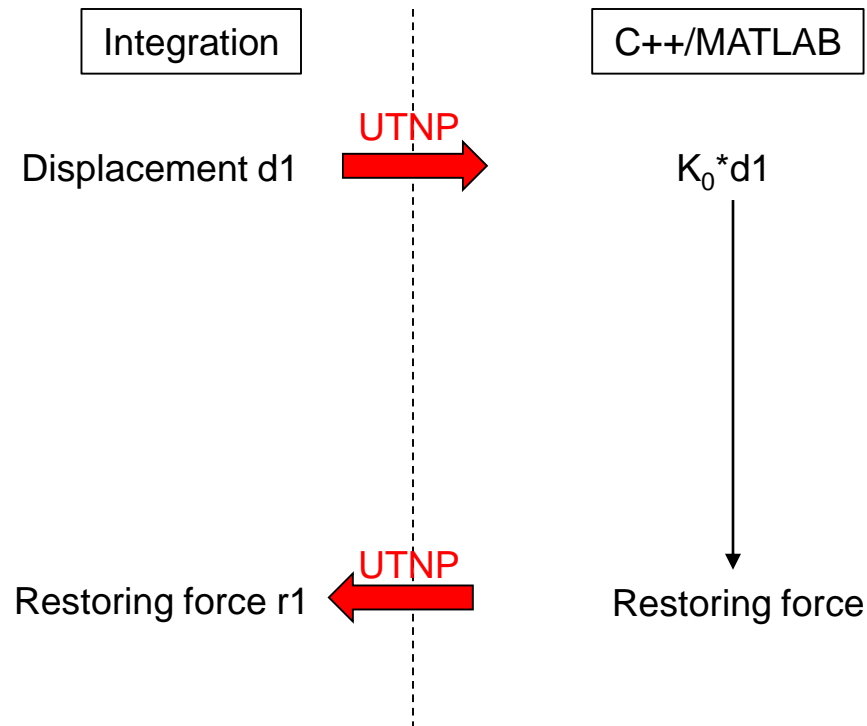 Integration
C++/MATLAB
UTNP
Displacement d1
K₀*d1
UTNP
Restoring force r1
Restoring force